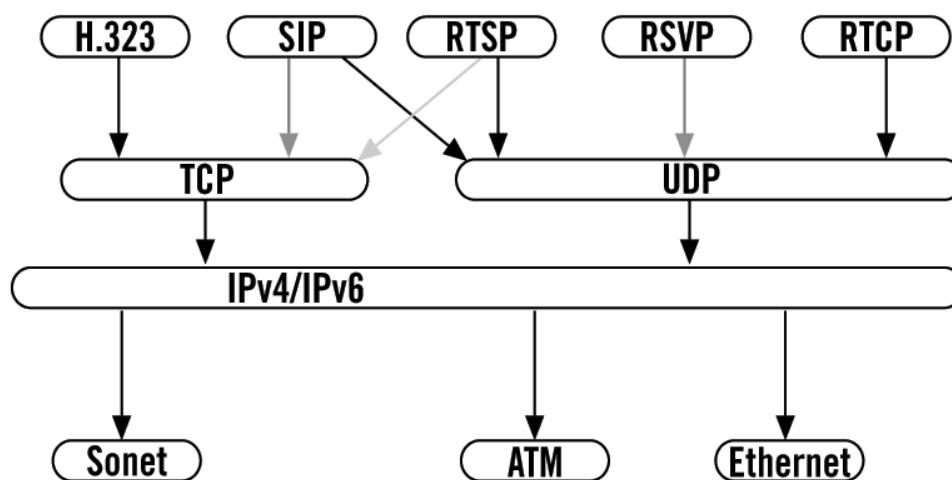 H.323 SIP RTSP RSVP RTCP
TCP UDP
IPv4/IPv6
Sonet ATM Ethernet